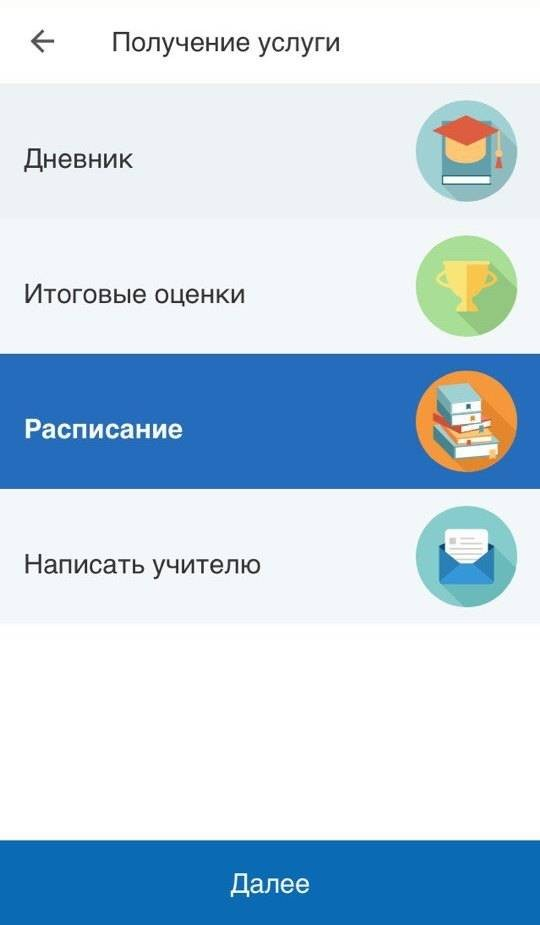 Получение услуги
Дневник
Итоговые оценки
Расписание
Написать учителю
Далее